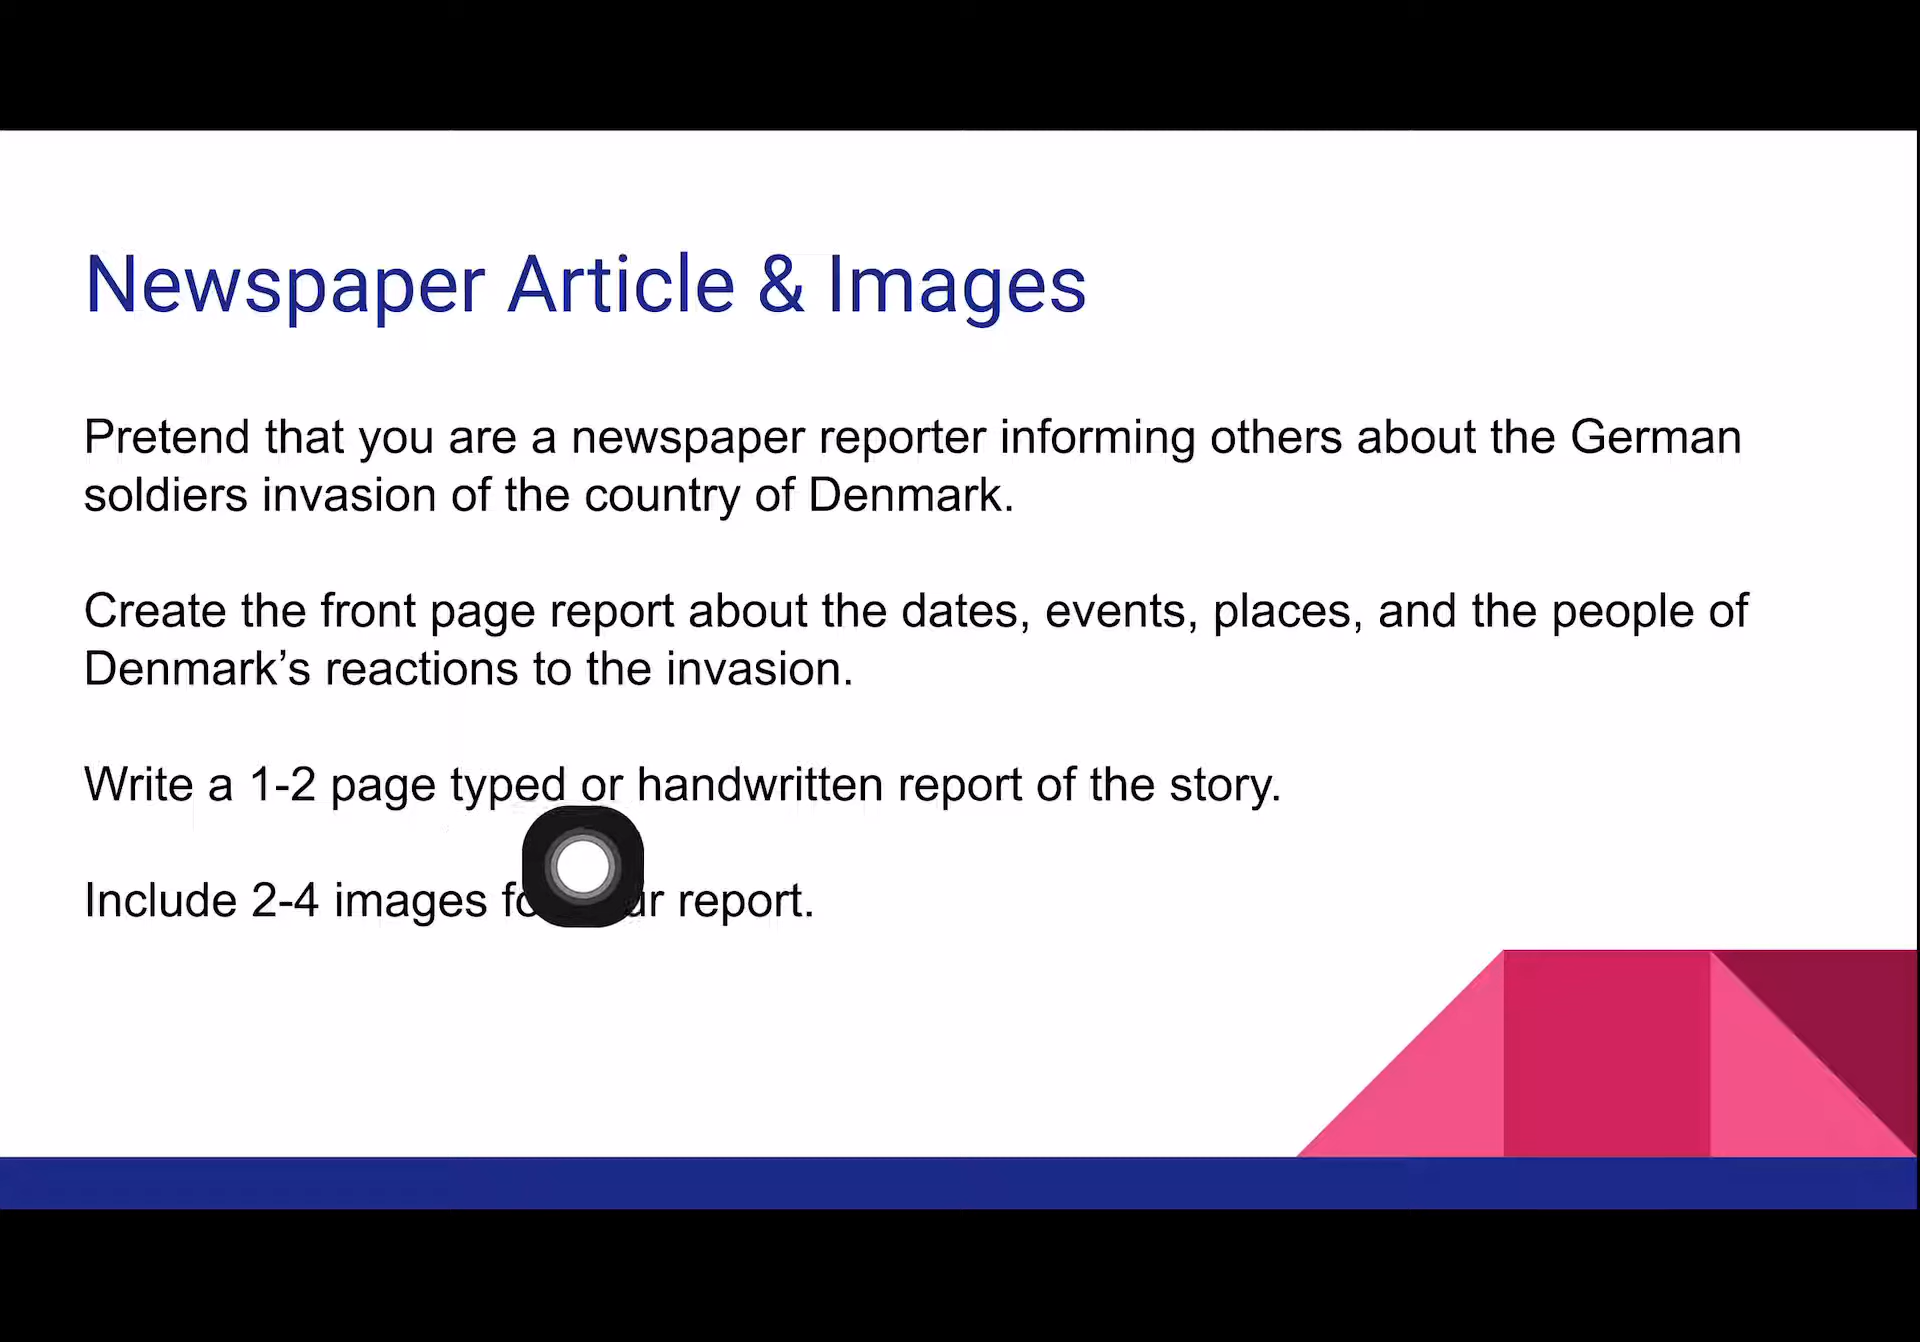 Newspaper Article & Images
Pretend that you are a newspaper reporter informing others about the German
soldiers invasion of the country of Denmark.
Create the front page report about the dates, events, places, and the people of
Denmark’s reactions to the invasion.
Write a 1-2 page typed or handwritten report of the story.
Include 2-4 images report.